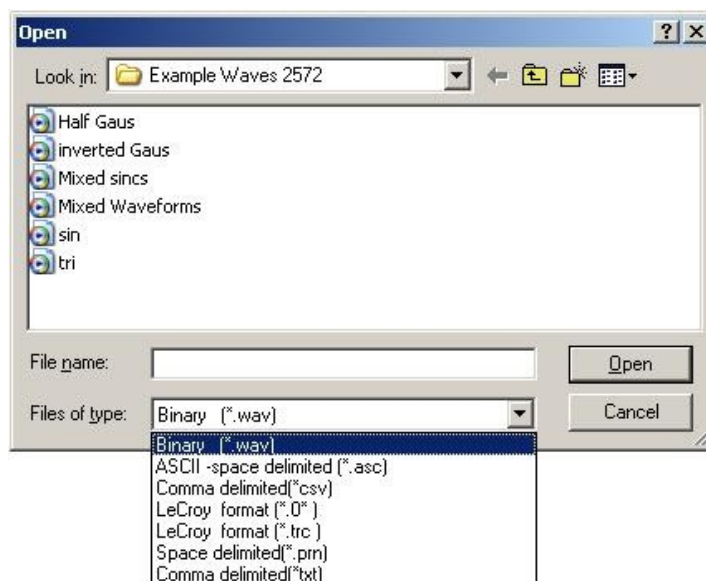 Open
Look in: Example Waves 2572
Half Gaus
inverted Gaus
Mixed sincs
Mixed Waveforms
sin
tri
File name:
Open
Files of type: Binary (*.wav)
Cancel
Binary (*.wav)
ASCII -space delimited (*.asc)
Comma delimited(*csv)
LeCroy format (*.0* )
LeCroy format (*.trc )
Space delimited(*.prn)
Comma delimited(*txt)